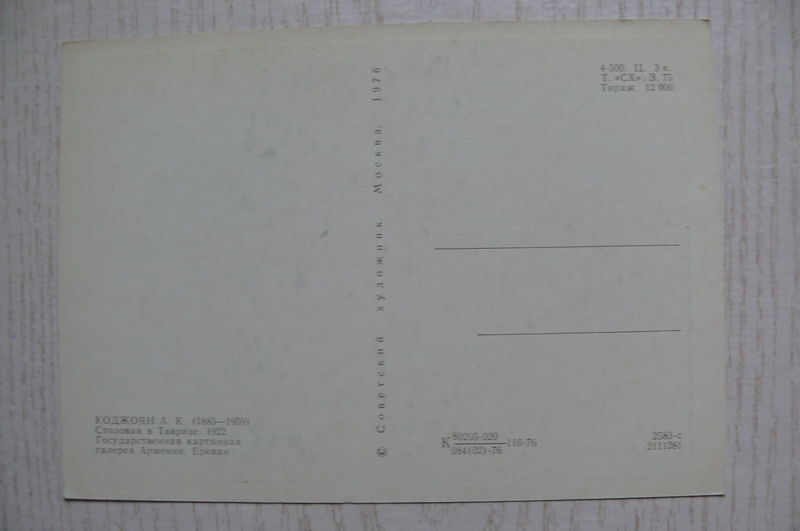 4-500. Ц. 3 к.
Т. «СХ». З. 75
Тираж 12 000
© Советский художник. Москва. 1976
КОДЖОЯН А. К. (1883—1959)
Столовая в Тавризе. 1922
Государственная картинная
галерея Армении. Ереван
К 80205-020 116-76
084(02)-76
2583-с
2111281